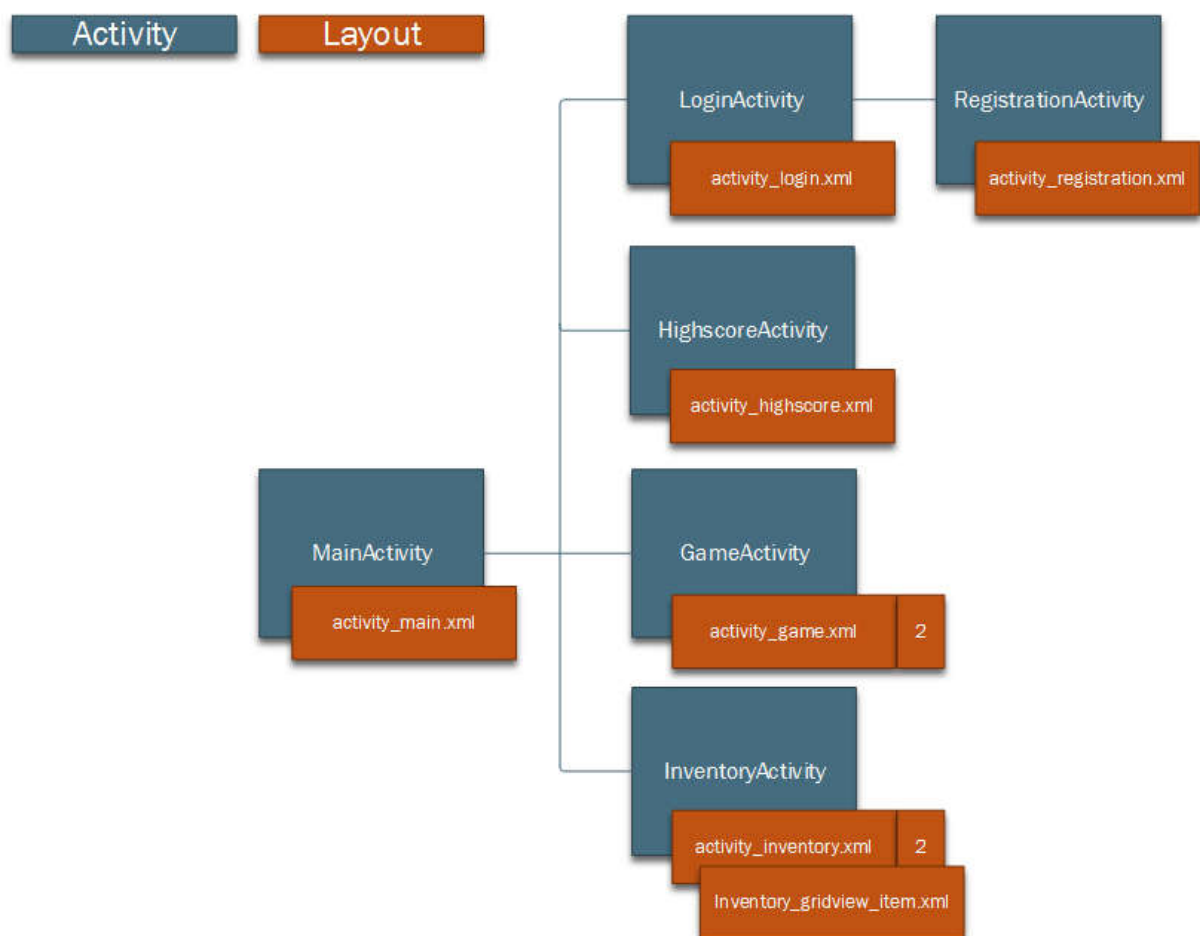 Activity
Layout
LoginActivity
RegistrationActivity
activity_login.xml
activity_registration.xml
HighscoreActivity
activity_highscore.xml
MainActivity
activity_main.xml
GameActivity
activity_game.xml
2
InventoryActivity
activity_inventory.xml
2
Inventory_gridview_item.xml